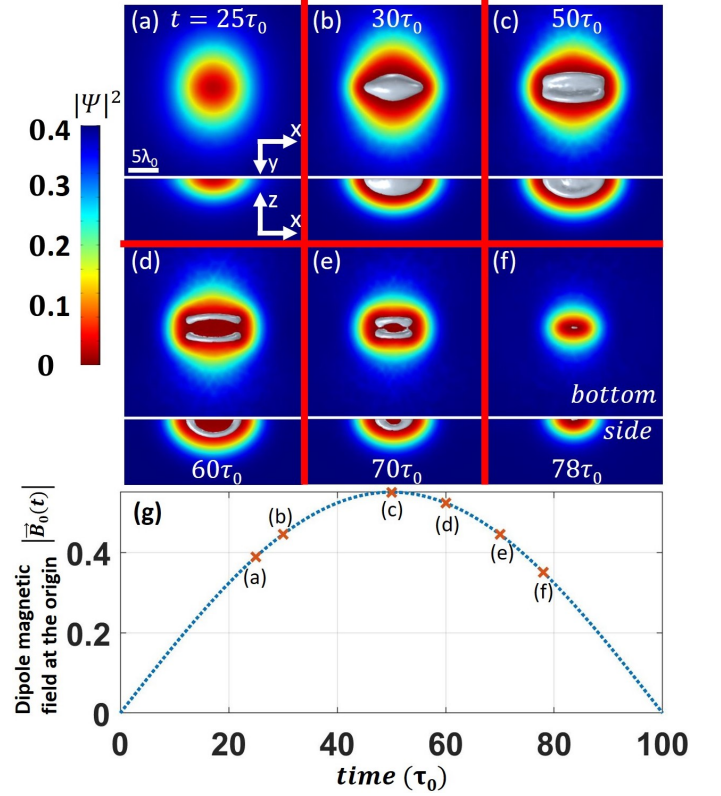 (a) t = 25τ₀
(b) 30τ₀
(c) 50τ₀
|Ψ|²
0.4
0.3
0.2
0.1
0
x
y
5λ₀
z
x
(d)
(e)
(f)
bottom
side
60τ₀
70τ₀
78τ₀
(g)
Dipole magnetic
field at the origin
|B⃗₀(t)|
0.4
0.2
0
(a)
(b)
(c)
(d)
(e)
(f)
0 20 40 60 80 100
time (τ₀)